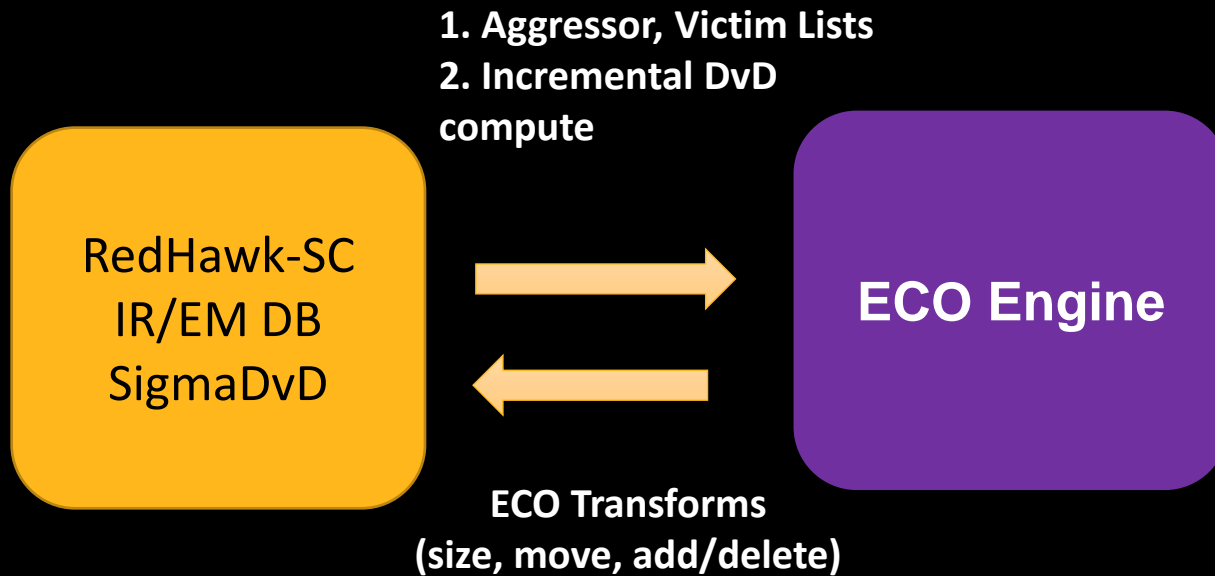 1. Aggressor, Victim Lists
2. Incremental DvD
compute
RedHawk-SC
IR/EM DB
SigmaDvD
ECO Engine
ECO Transforms
(size, move, add/delete)